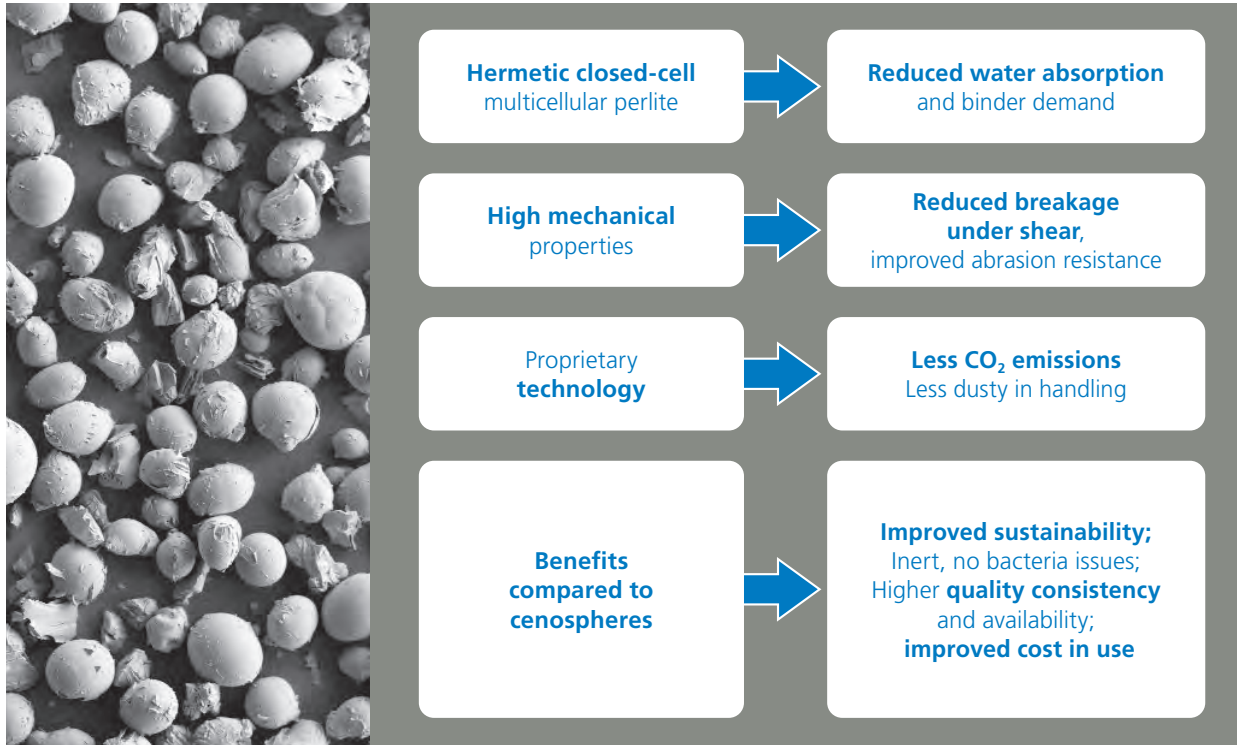 Hermetic closed-cell
multicellular perlite
Reduced water absorption
and binder demand
High mechanical
properties
Reduced breakage
under shear,
improved abrasion resistance
Proprietary
technology
Less CO₂ emissions
Less dusty in handling
Benefits
compared to
cenospheres
Improved sustainability;
Inert, no bacteria issues;
Higher quality consistency
and availability;
improved cost in use